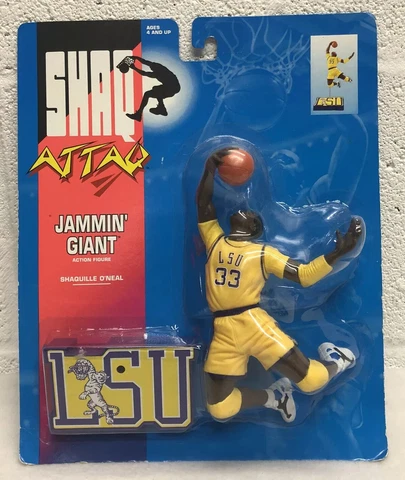 AGES
4 AND UP
SHAQ
ATTAQ
JAMMIN'
GIANT
ACTION FIGURE
SHAQUILLE O'NEAL
LSU
LSU
33
LSU